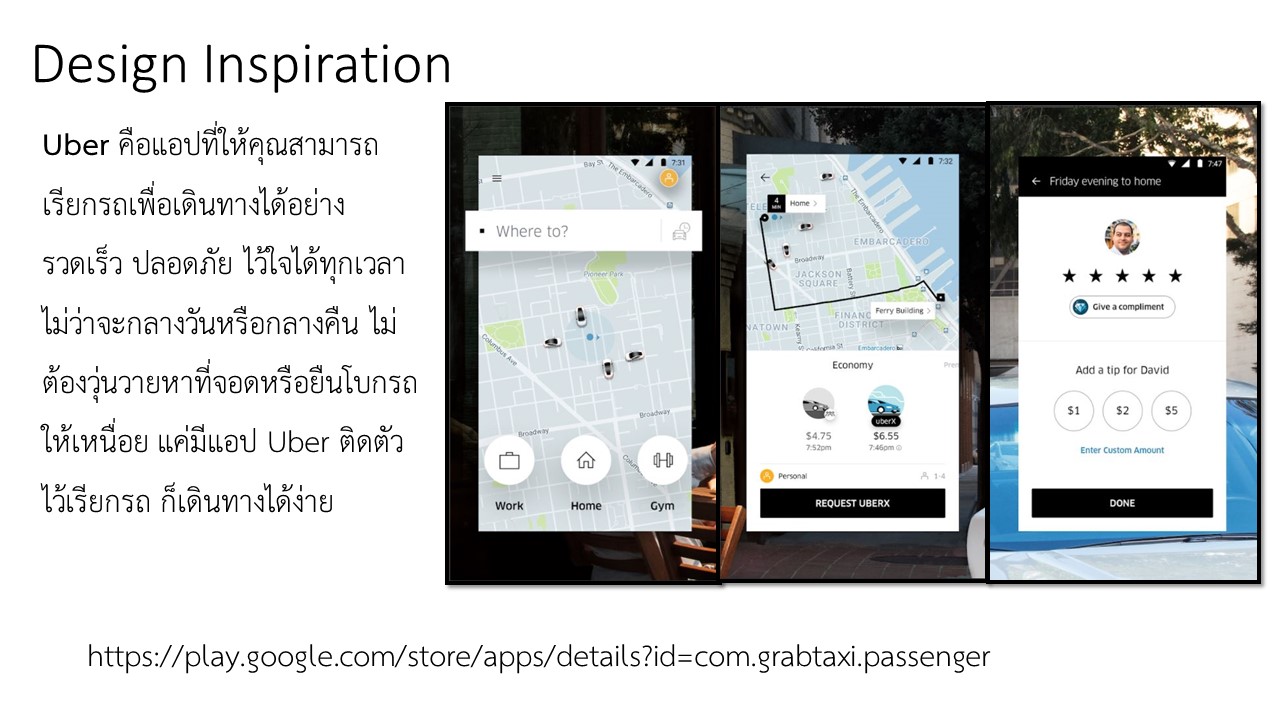 Design Inspiration
Uber คือแอปที่ให้คุณสามารถ
เรียกรถเพื่อเดินทางได้อย่าง
รวดเร็ว ปลอดภัย ไว้ใจได้ทุกเวลา
ไม่ว่าจะกลางวันหรือกลางคืน ไม่
ต้องวุ่นวายหาที่จอดหรือยืนโบกรถ
ให้เหนื่อย แค่มีแอป Uber ติดตัว
ไว้เรียกรถ ก็เดินทางได้ง่าย
7:31
Bay St
The Embarcadero
Where to?
Pioneer Park
Columbus Ave
Broadway
Broadway
Work Home Gym
7:32
4 MIN Home
The Embarcadero
EMBARCADERO
Broadway
JACKSON SQUARE
Battery St
Ferry Building
FINANC
DISTRICT
NATOWN
Kearny
California St
Embarcadero
Economy
Prem
uberX
$4.75 $6.55
7:52pm 7:46pm
Personal 1-4
REQUEST UBERX
7:47
Friday evening to home
Give a compliment
Add a tip for David
$1 $2 $5
Enter Custom Amount
DONE
https://play.google.com/store/apps/details?id=com.grabtaxi.passenger